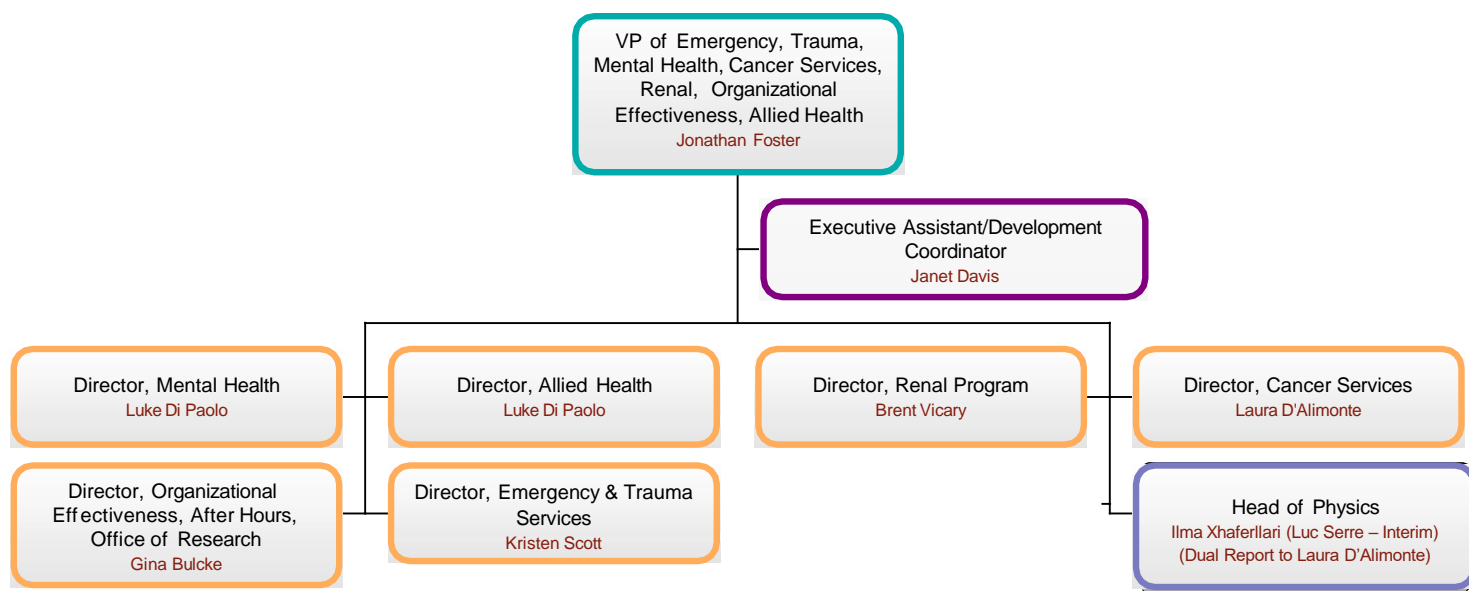 VP of Emergency, Trauma,
Mental Health, Cancer Services,
Renal, Organizational
Effectiveness, Allied Health
Jonathan Foster
Executive Assistant/Development
Coordinator
Janet Davis
Director, Mental Health
Luke Di Paolo
Director, Allied Health
Luke Di Paolo
Director, Renal Program
Brent Vicary
Director, Cancer Services
Laura D'Alimonte
Director, Organizational
Effectiveness, After Hours,
Office of Research
Gina Bulcke
Director, Emergency & Trauma
Services
Kristen Scott
Head of Physics
Ilma Xhaferllari (Luc Serre – Interim)
(Dual Report to Laura D’Alimonte)